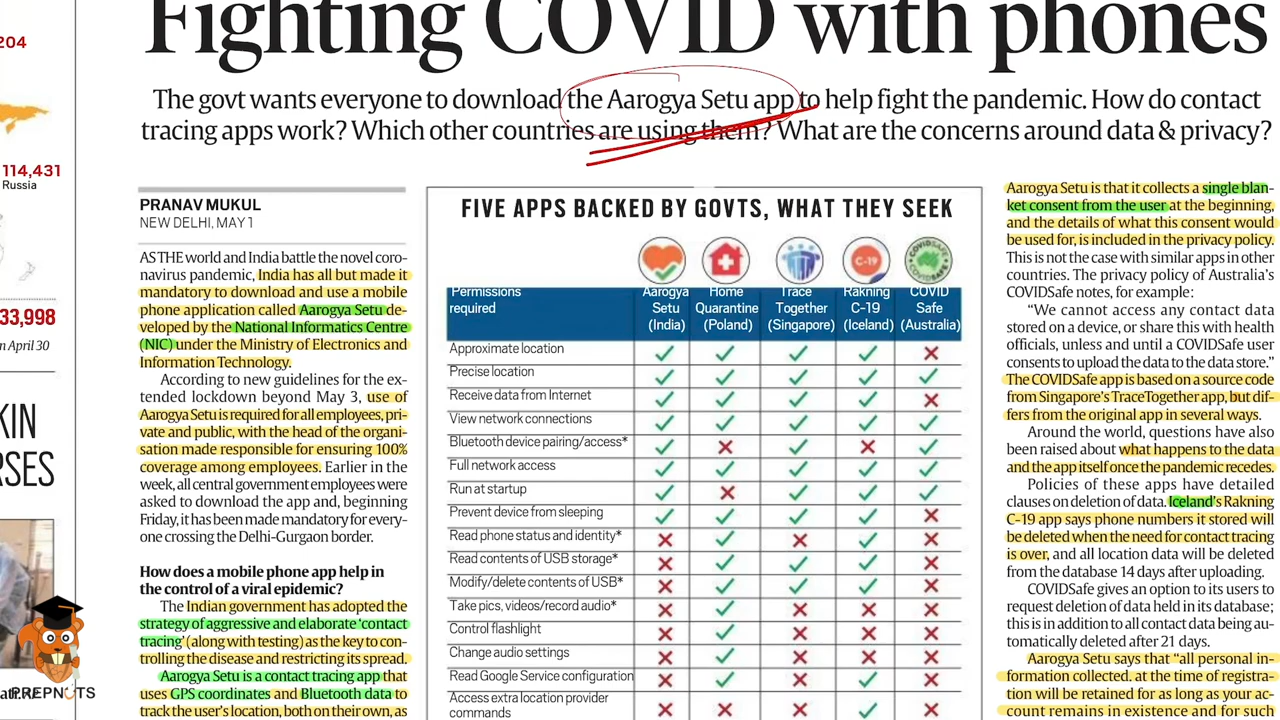 Fighting COVID with phones
The govt wants everyone to download the Aarogya Setu app to help fight the pandemic. How do contact
tracing apps work? Which other countries are using them? What are the concerns around data & privacy?
204
114,431
Russia
33,998
n April 30
KIN
RSES
PRANAV MUKUL
NEW DELHI, MAY 1
AS THE world and India battle the novel coro-
navirus pandemic, India has all but made it
mandatory to download and use a mobile
phone application called Aarogya Setu de-
veloped by the National Informatics Centre
(NIC) under the Ministry of Electronics and
Information Technology.
According to new guidelines for the ex-
tended lockdown beyond May 3, use of
Aarogya Setu is required for all employees, pri-
vate and public, with the head of the organi-
sation made responsible for ensuring 100%
coverage among employees. Earlier in the
week, all central government employees were
asked to download the app and, beginning
Friday, it has been made mandatory for every-
one crossing the Delhi-Gurgaon border.
How does a mobile phone app help in
the control of a viral epidemic?
The Indian government has adopted the
strategy of aggressive and elaborate 'contact
tracing' (along with testing) as the key to con-
trolling the disease and restricting its spread.
Aarogya Setu is a contact tracing app that
uses GPS coordinates and Bluetooth data to
track the user's location, both on their own, as
FIVE APPS BACKED BY GOVTS, WHAT THEY SEEK
C-19
COVIDSAFE
Permissions required
Aarogya Setu (India)
Home Quarantine (Poland)
Trace Together (Singapore)
Rakning C-19 (Iceland)
COVID Safe (Australia)
Approximate location
Precise location
Receive data from Internet
View network connections
Bluetooth device pairing/access*
Full network access
Run at startup
Prevent device from sleeping
Read phone status and identity*
Read contents of USB storage*
Modify/delete contents of USB*
Take pics, videos/record audio*
Control flashlight
Change audio settings
Read Google Service configuration
Access extra location provider
commands
Aarogya Setu is that it collects a single blan-
ket consent from the user at the beginning,
and the details of what this consent would
be used for, is included in the privacy policy.
This is not the case with similar apps in other
countries. The privacy policy of Australia's
COVIDSafe notes, for example:
"We cannot access any contact data
stored on a device, or share this with health
officials, unless and until a COVIDSafe user
consents to upload the data to the data store."
The COVIDSafe app is based on a source code
from Singapore's TraceTogether app, but dif-
fers from the original app in several ways.
Around the world, questions have also
been raised about what happens to the data
and the app itself once the pandemic recedes.
Policies of these apps have detailed
clauses on deletion of data. Iceland's Rakning
C-19 app says phone numbers it stored will
be deleted when the need for contact tracing
is over, and all location data will be deleted
from the database 14 days after uploading.
COVIDSafe gives an option to its users to
request deletion of data held in its database;
this is in addition to all contact data being au-
tomatically deleted after 21 days.
Aarogya Setu says that "all personal in-
formation collected. at the time of registra-
tion will be retained for as long as your ac-
count remains in existence and for such
PREPNUTS